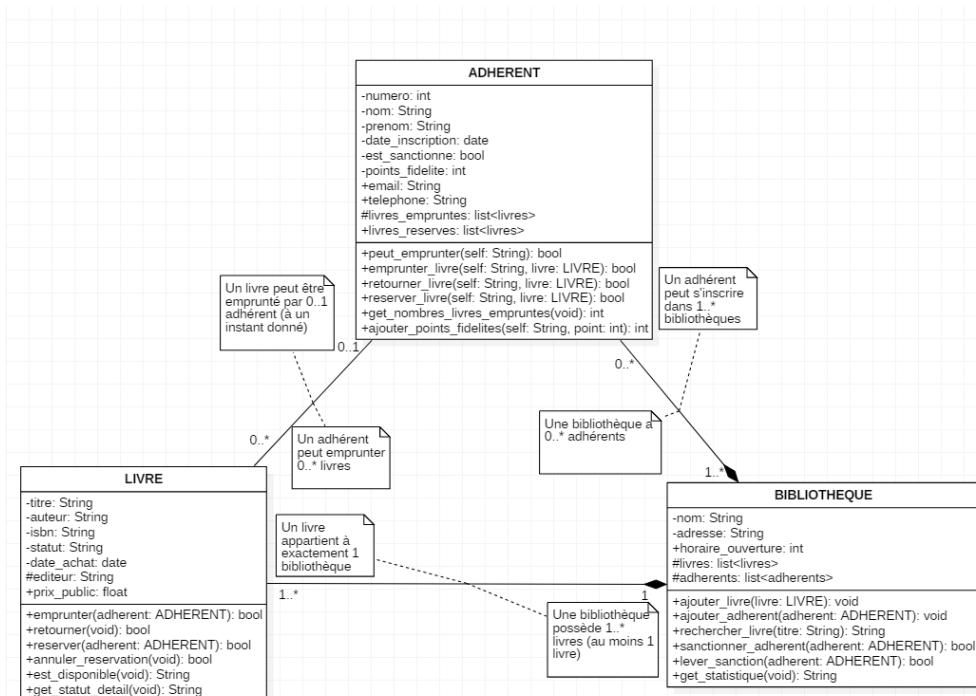 ADHERENT
-numero: int
-nom: String
-prenom: String
-date_inscription: date
-est_sanctionne: bool
-points_fidelite: int
+email: String
+telephone: String
#livres_empruntes: list<livres>
+livres_reserves: list<livres>
+peut_emprunter(self: String): bool
+emprunter_livre(self: String, livre: LIVRE): bool
+retourner_livre(self: String, livre: LIVRE): bool
+reserver_livre(self: String, livre: LIVRE): bool
+get_nombres_livres_empruntes(void): int
+ajouter_points_fidelites(self: String, point: int): int
Un livre peut être
emprunté par 0..1
adhérent (à un
instant donné)
Un adhérent
peut s'inscrire
dans 1..*
bibliothèques
0..1
0..*
Une bibliothèque a
0..* adhérents
0..*
Un adhérent
peut emprunter
0..* livres
1..*
LIVRE
-titre: String
-auteur: String
-isbn: String
-statut: String
-date_achat: date
#editeur: String
+prix_public: float
+emprunter(adherent: ADHERENT): bool
+retourner(void): bool
+reserver(adherent: ADHERENT): bool
+annuler_reservation(void): bool
+est_disponible(void): String
+get_statut_detail(void): String
Un livre
appartient à
exactement 1
bibliothèque
1..*
1
Une bibliothèque
possède 1..*
livres (au moins 1
livre)
BIBLIOTHEQUE
-nom: String
-adresse: String
+horaire_ouverture: int
#livres: list<livres>
#adherents: list<adherents>
+ajouter_livre(livre: LIVRE): void
+ajouter_adherent(adherent: ADHERENT): void
+rechercher_livre(titre: String): String
+sanctionner_adherent(adherent: ADHERENT): bool
+lever_sanction(adherent: ADHERENT): bool
+get_statistique(void): String